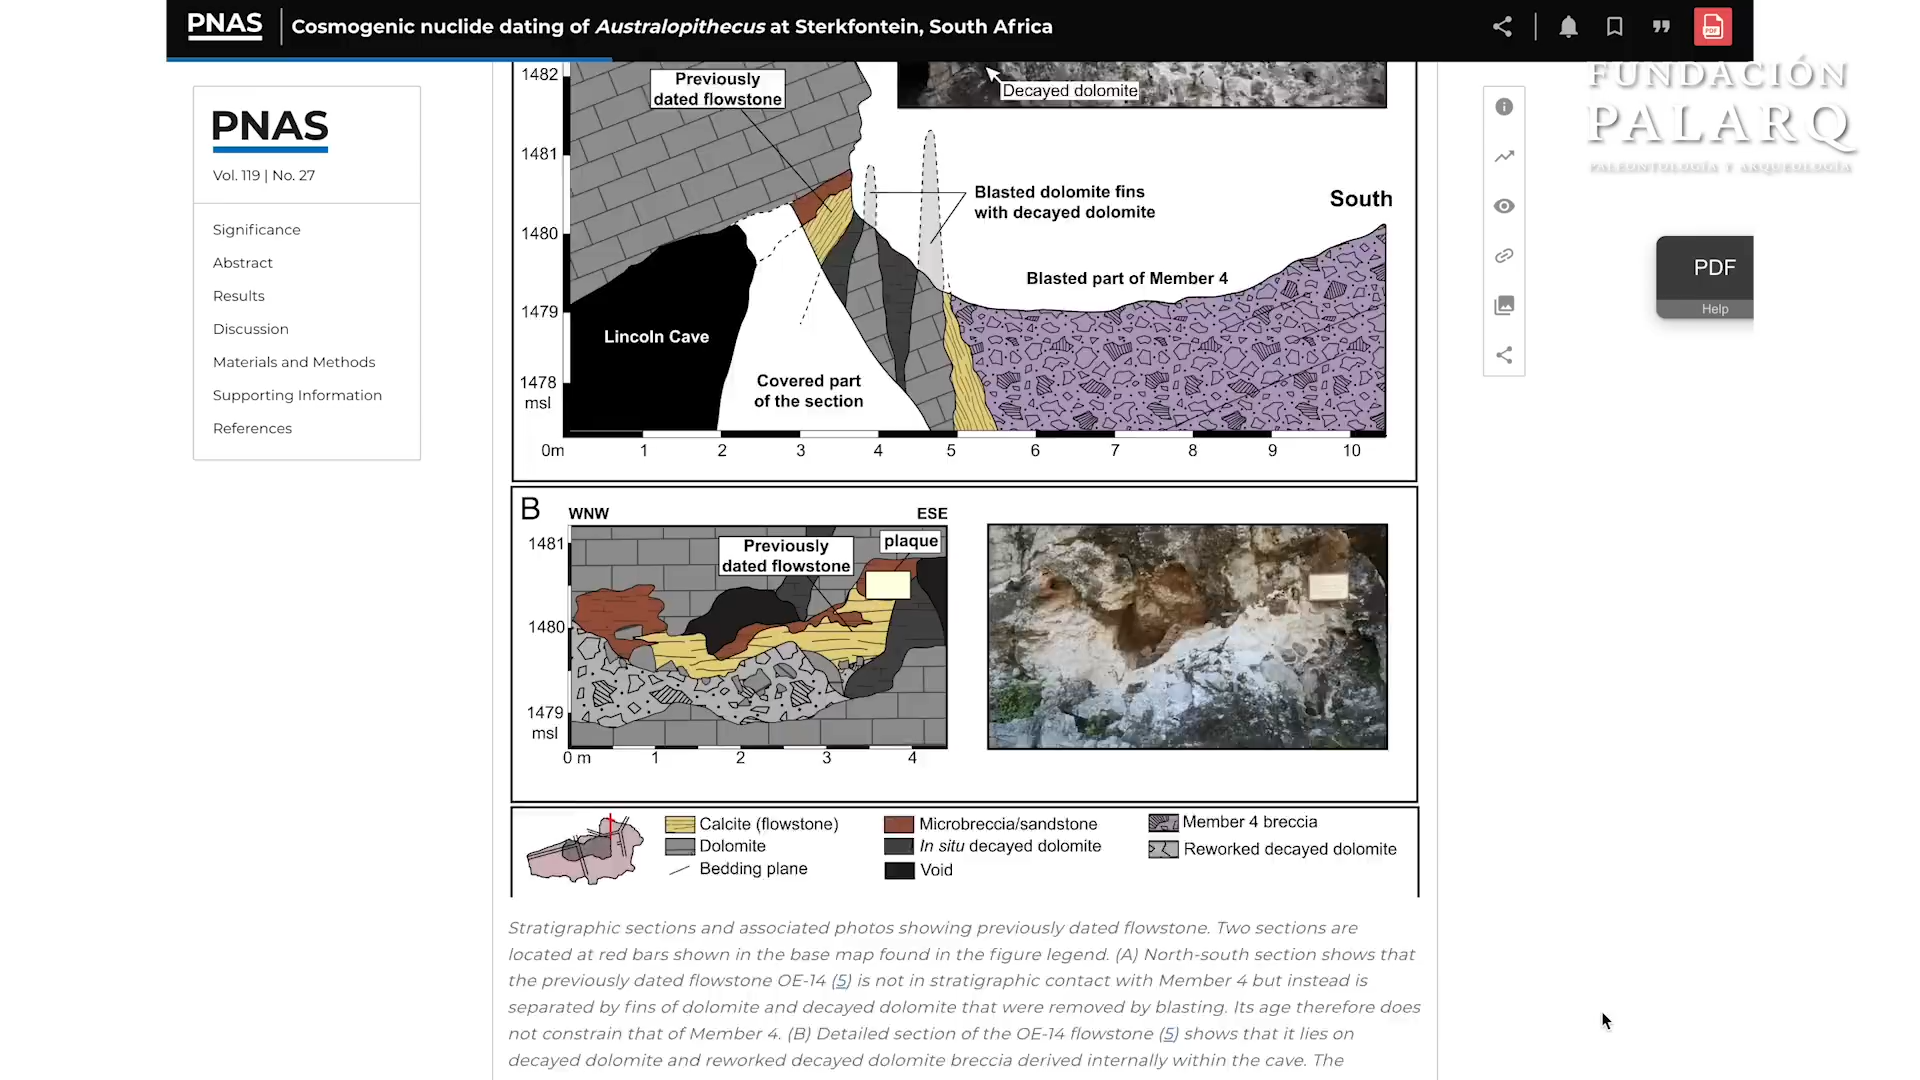 PNAS
Cosmogenic nuclide dating of Australopithecus at Sterkfontein, South Africa
PDF
FUNDACIÓN
PALARQ
PALEONTOLOGÍA Y ARQUEOLOGÍA
PNAS
Vol. 119 | No. 27
Significance
Abstract
Results
Discussion
Materials and Methods
Supporting Information
References
1482
1481
1480
1479
1478
msl
Previously
dated flowstone
Decayed dolomite
Blasted dolomite fins
with decayed dolomite
South
Blasted part of Member 4
Lincoln Cave
Covered part
of the section
0m 1 2 3 4 5 6 7 8 9 10
PDF
Help
B
WNW ESE
1481
1480
1479
msl
Previously
dated flowstone
plaque
0 m 1 2 3 4
Calcite (flowstone)
Dolomite
Bedding plane
Microbreccia/sandstone
In situ decayed dolomite
Void
Member 4 breccia
Reworked decayed dolomite
Stratigraphic sections and associated photos showing previously dated flowstone. Two sections are
located at red bars shown in the base map found in the figure legend. (A) North-south section shows that
the previously dated flowstone OE-14 (5) is not in stratigraphic contact with Member 4 but instead is
separated by fins of dolomite and decayed dolomite that were removed by blasting. Its age therefore does
not constrain that of Member 4. (B) Detailed section of the OE-14 flowstone (5) shows that it lies on
decayed dolomite and reworked decayed dolomite breccia derived internally within the cave. The